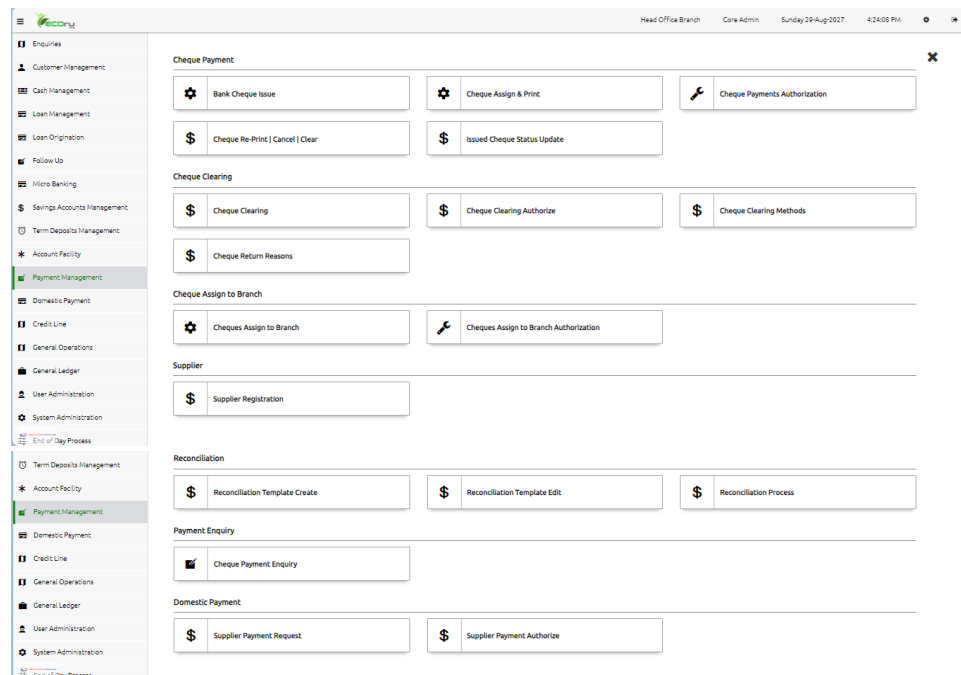 ECOry
Head Office Branch Core Admin Sunday 29-Aug-2027 4:24:08 PM
Enquiries
Customer Management
Cash Management
Loan Management
Loan Origination
Follow Up
Micro Banking
Savings Accounts Management
Term Deposits Management
Account Facility
Payment Management
Domestic Payment
Credit Line
General Operations
General Ledger
User Administration
System Administration
End of Day Process
Cheque Payment
Bank Cheque Issue Cheque Assign & Print Cheque Payments Authorization
Cheque Re-Print | Cancel | Clear Issued Cheque Status Update
Cheque Clearing
Cheque Clearing Cheque Clearing Authorize Cheque Clearing Methods
Cheque Return Reasons
Cheque Assign to Branch
Cheques Assign to Branch Cheques Assign to Branch Authorization
Supplier
Supplier Registration
Term Deposits Management
Account Facility
Payment Management
Domestic Payment
Credit Line
General Operations
General Ledger
User Administration
System Administration
End of Day Process
Reconciliation
Reconciliation Template Create Reconciliation Template Edit Reconciliation Process
Payment Enquiry
Cheque Payment Enquiry
Domestic Payment
Supplier Payment Request Supplier Payment Authorize